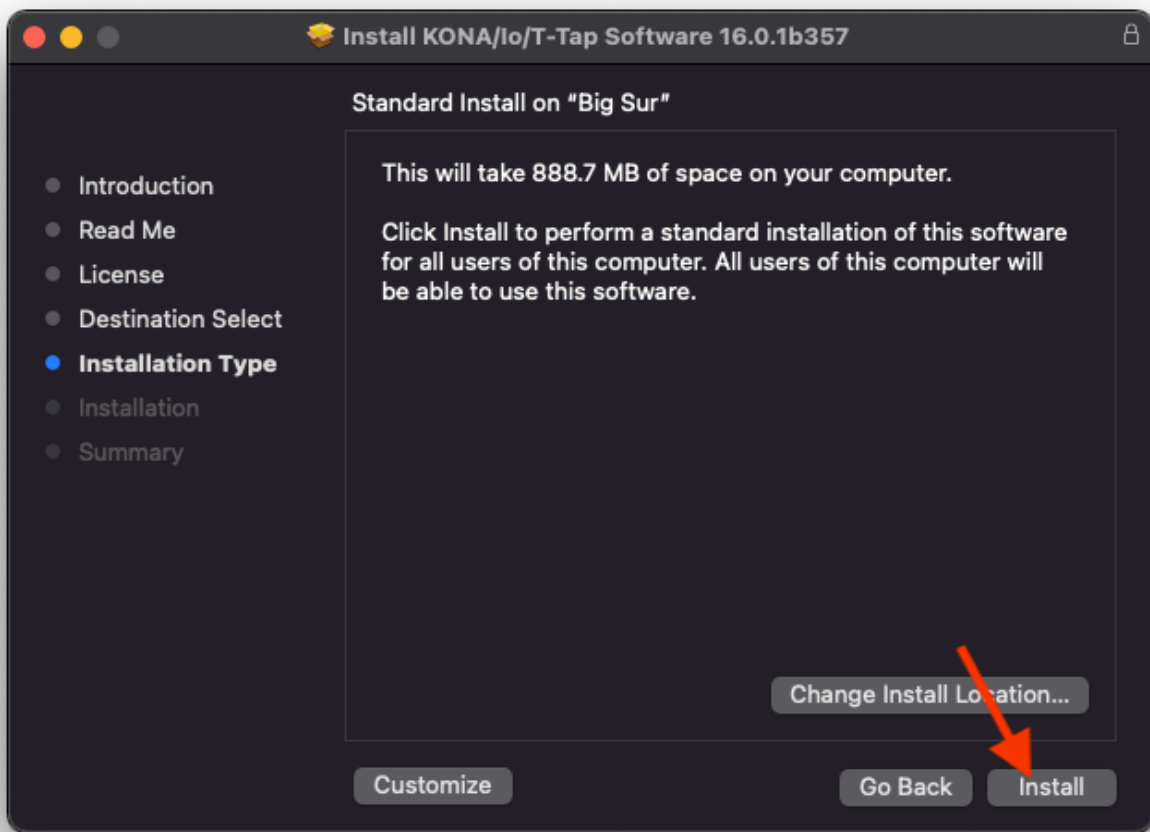 Install KONA/Io/T-Tap Software 16.0.1b357
Standard Install on “Big Sur”
Introduction
Read Me
License
Destination Select
Installation Type
Installation
Summary
This will take 888.7 MB of space on your computer.
Click Install to perform a standard installation of this software
for all users of this computer. All users of this computer will
be able to use this software.
Change Install Location...
Customize
Go Back
Install